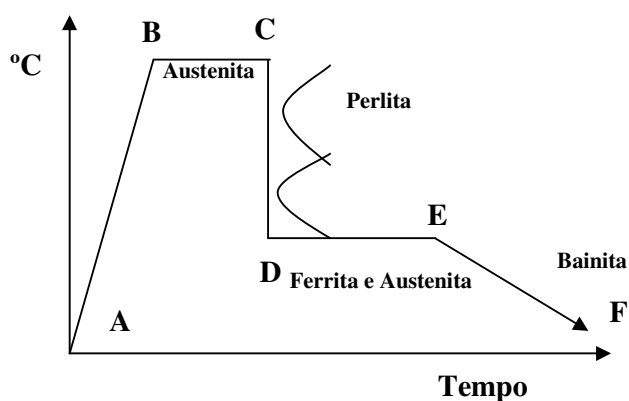 B
C
ºC
Austenita
Perlita
E
D
Ferrita e Austenita
Bainita
A
F
Tempo